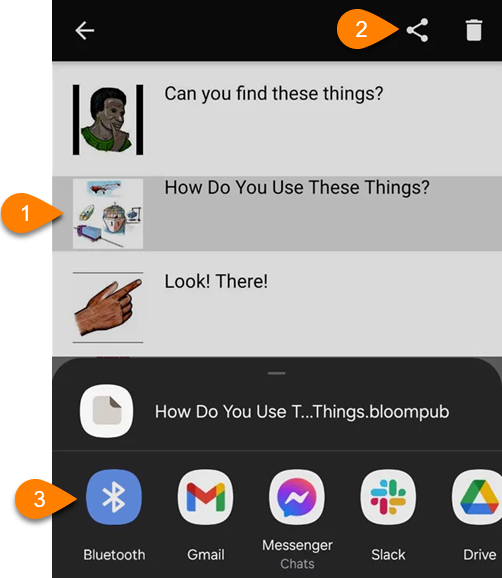 2
Can you find these things?
1
How Do You Use These Things?
Look! There!
How Do You Use T...Things.bloompub
3
Bluetooth
Gmail
Messenger
Chats
Slack
Drive